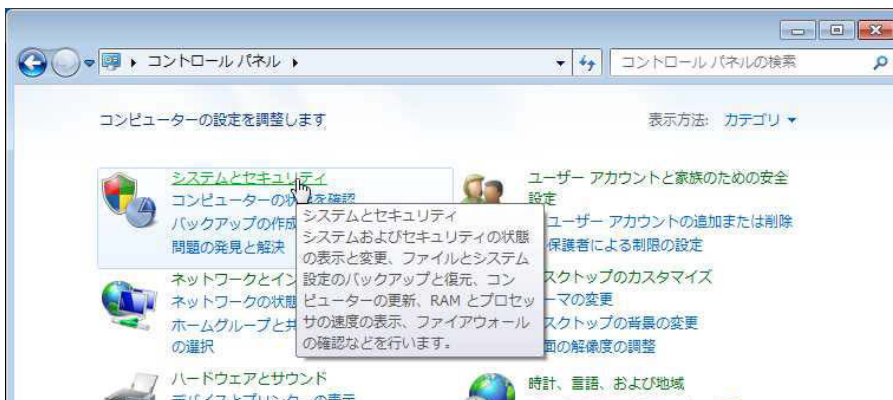 コントロール パネル
コントロール パネルの検索
コンピューターの設定を調整します
表示方法: カテゴリ
システムとセキュリティ
コンピューターの状態を確認
バックアップの作成
問題の発見と解決
システムとセキュリティ
システムおよびセキュリティの状態
の表示と変更、ファイルとシステム
設定のバックアップと復元、コン
ピューターの更新、RAM とプロセッ
サの速度の表示、ファイアウォール
の確認などを行います。
ネットワークとイン
ネットワークの状態
ホームグループと共
の選択
ハードウェアとサウンド
デバイスとプリンターの表示
ユーザー アカウントと家族のための安全
設定
ユーザー アカウントの追加または削除
保護者による制限の設定
スクトップのカスタマイズ
ーマの変更
スクトップの背景の変更
面の解像度の調整
時計、言語、および地域